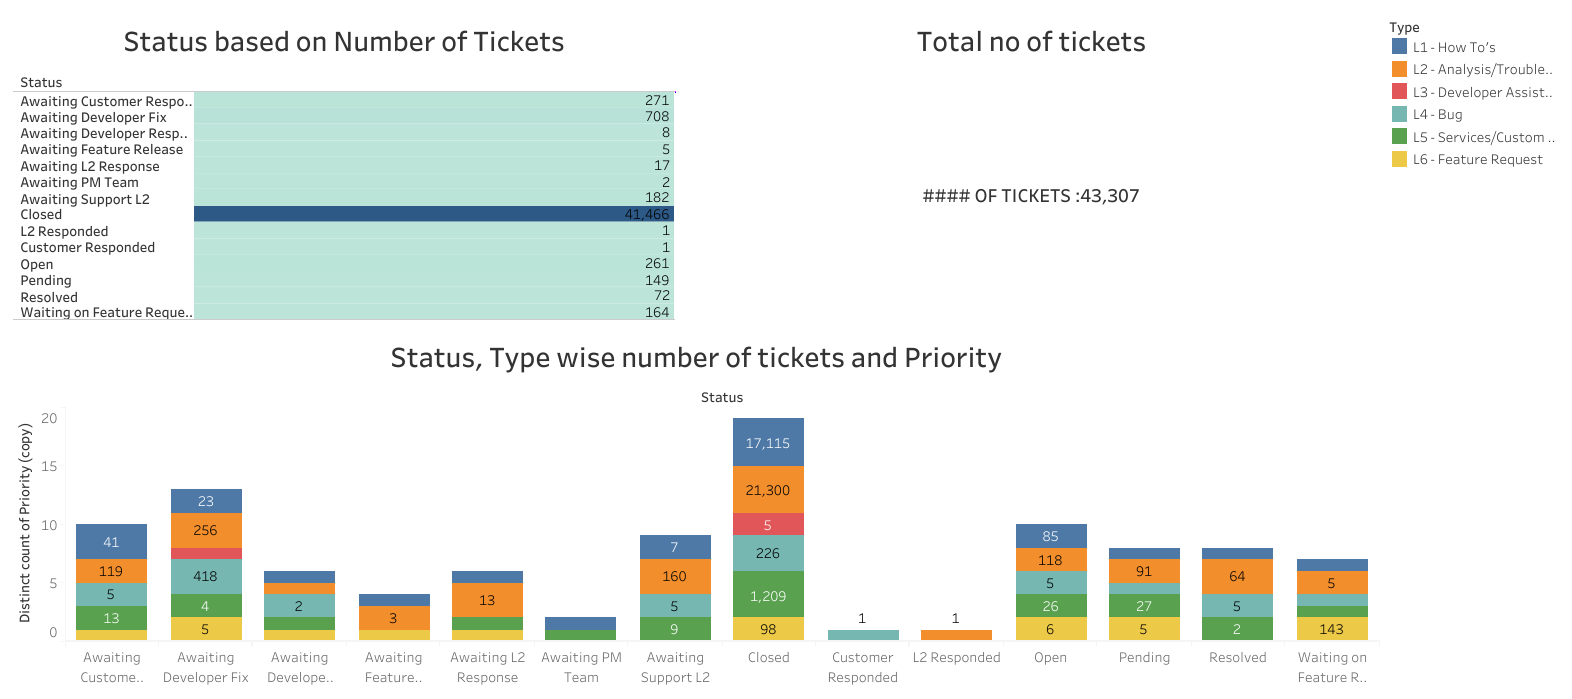 Status based on Number of Tickets
Total no of tickets
Type
L1 - How To's
L2 - Analysis/Trouble..
L3 - Developer Assist..
L4 - Bug
L5 - Services/Custom ..
L6 - Feature Request
Status
Awaiting Customer Respo.. 271
Awaiting Developer Fix 708
Awaiting Developer Resp.. 8
Awaiting Feature Release 5
Awaiting L2 Response 17
Awaiting PM Team 2
Awaiting Support L2 182
Closed 41,466
L2 Responded 1
Customer Responded 1
Open 261
Pending 149
Resolved 72
Waiting on Feature Reque.. 164
#### OF TICKETS :43,307
Status, Type wise number of tickets and Priority
Status
Distinct count of Priority (copy)
20
15
10
5
0
41
119
5
13
23
256
418
4
5
2
3
13
7
160
5
9
17,115
21,300
5
226
1,209
98
1
1
85
118
5
26
6
91
27
5
64
5
2
5
143
Awaiting Custome..
Awaiting Developer Fix
Awaiting Develope..
Awaiting Feature..
Awaiting L2 Response
Awaiting PM Team
Awaiting Support L2
Closed
Customer Responded
L2 Responded
Open
Pending
Resolved
Waiting on Feature R..